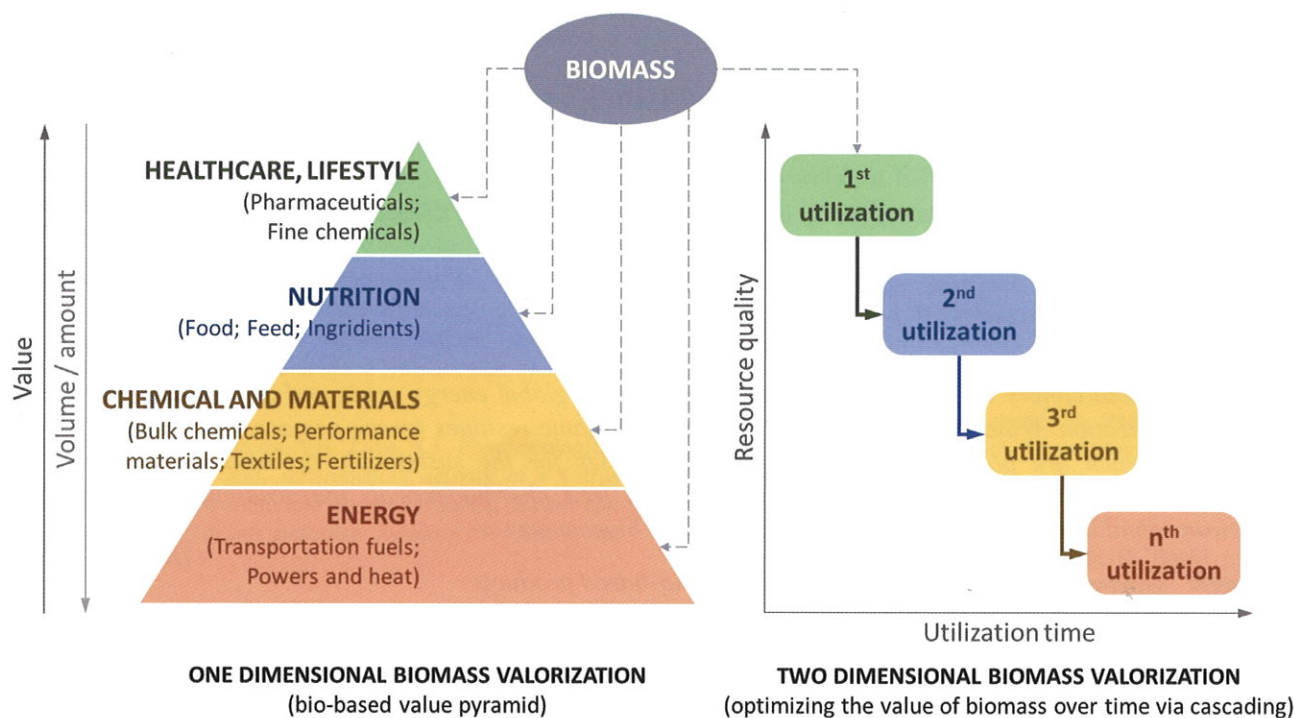 BIOMASS
Value
Volume / amount
HEALTHCARE, LIFESTYLE
(Pharmaceuticals;
Fine chemicals)
NUTRITION
(Food; Feed; Ingridients)
CHEMICAL AND MATERIALS
(Bulk chemicals; Performance
materials; Textiles; Fertilizers)
ENERGY
(Transportation fuels;
Powers and heat)
ONE DIMENSIONAL BIOMASS VALORIZATION
(bio-based value pyramid)
Resource quality
1st
utilization
2nd
utilization
3rd
utilization
nth
utilization
Utilization time
TWO DIMENSIONAL BIOMASS VALORIZATION
(optimizing the value of biomass over time via cascading)